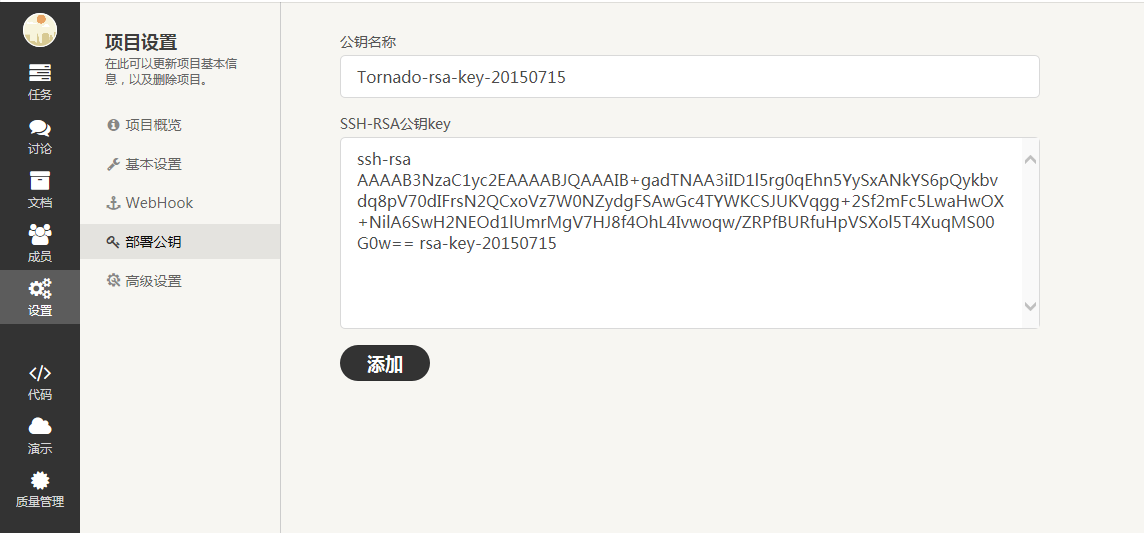 任务
讨论
文档
成员
设置
代码
演示
质量管理
项目设置
在此可以更新项目基本信
息，以及删除项目。
项目概览
基本设置
WebHook
部署公钥
高级设置
公钥名称
Tornado-rsa-key-20150715
SSH-RSA公钥key
ssh-rsa
AAAAB3NzaC1yc2EAAAABJQAAAIB+gadTNAA3iID1l5rg0qEhn5YySxANkYS6pQykbv
dq8pV70dIFrsN2QCxoVz7W0NZydgFSAwGc4TYWKCSJUKVqgg+2Sf2mFc5LwaHwOX
+NilA6SwH2NEOd1lUmrMgV7HJ8f4OhL4Ivwoqw/ZRPfBURfuHpVSXol5T4XuqMS00
G0w== rsa-key-20150715
添加